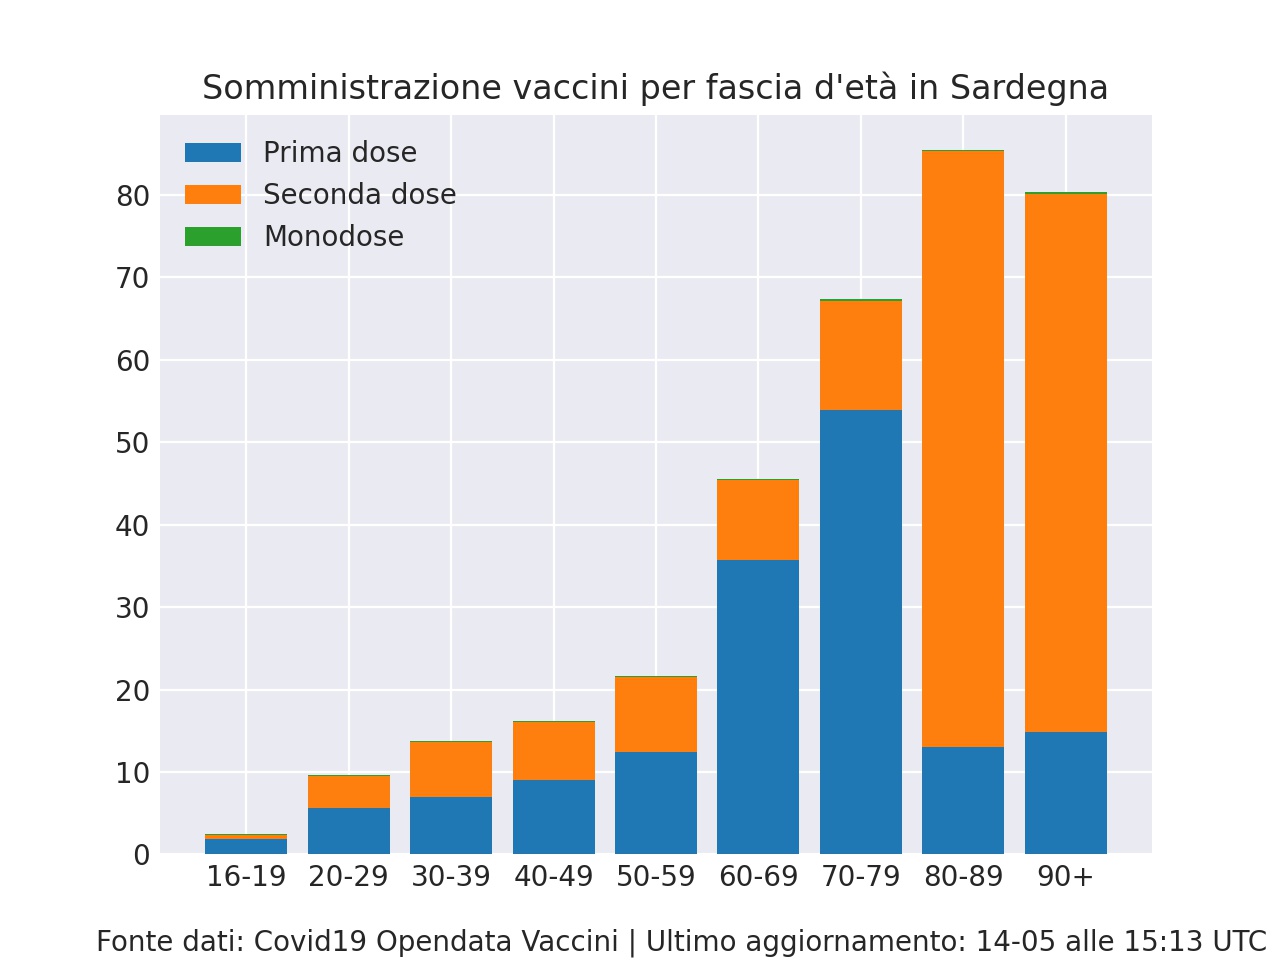 Somministrazione vaccini per fascia d'età in Sardegna
Prima dose
Seconda dose
Monodose
80
70
60
50
40
30
20
10
0
16-19 20-29 30-39 40-49 50-59 60-69 70-79 80-89 90+
Fonte dati: Covid19 Opendata Vaccini | Ultimo aggiornamento: 14-05 alle 15:13 UTC